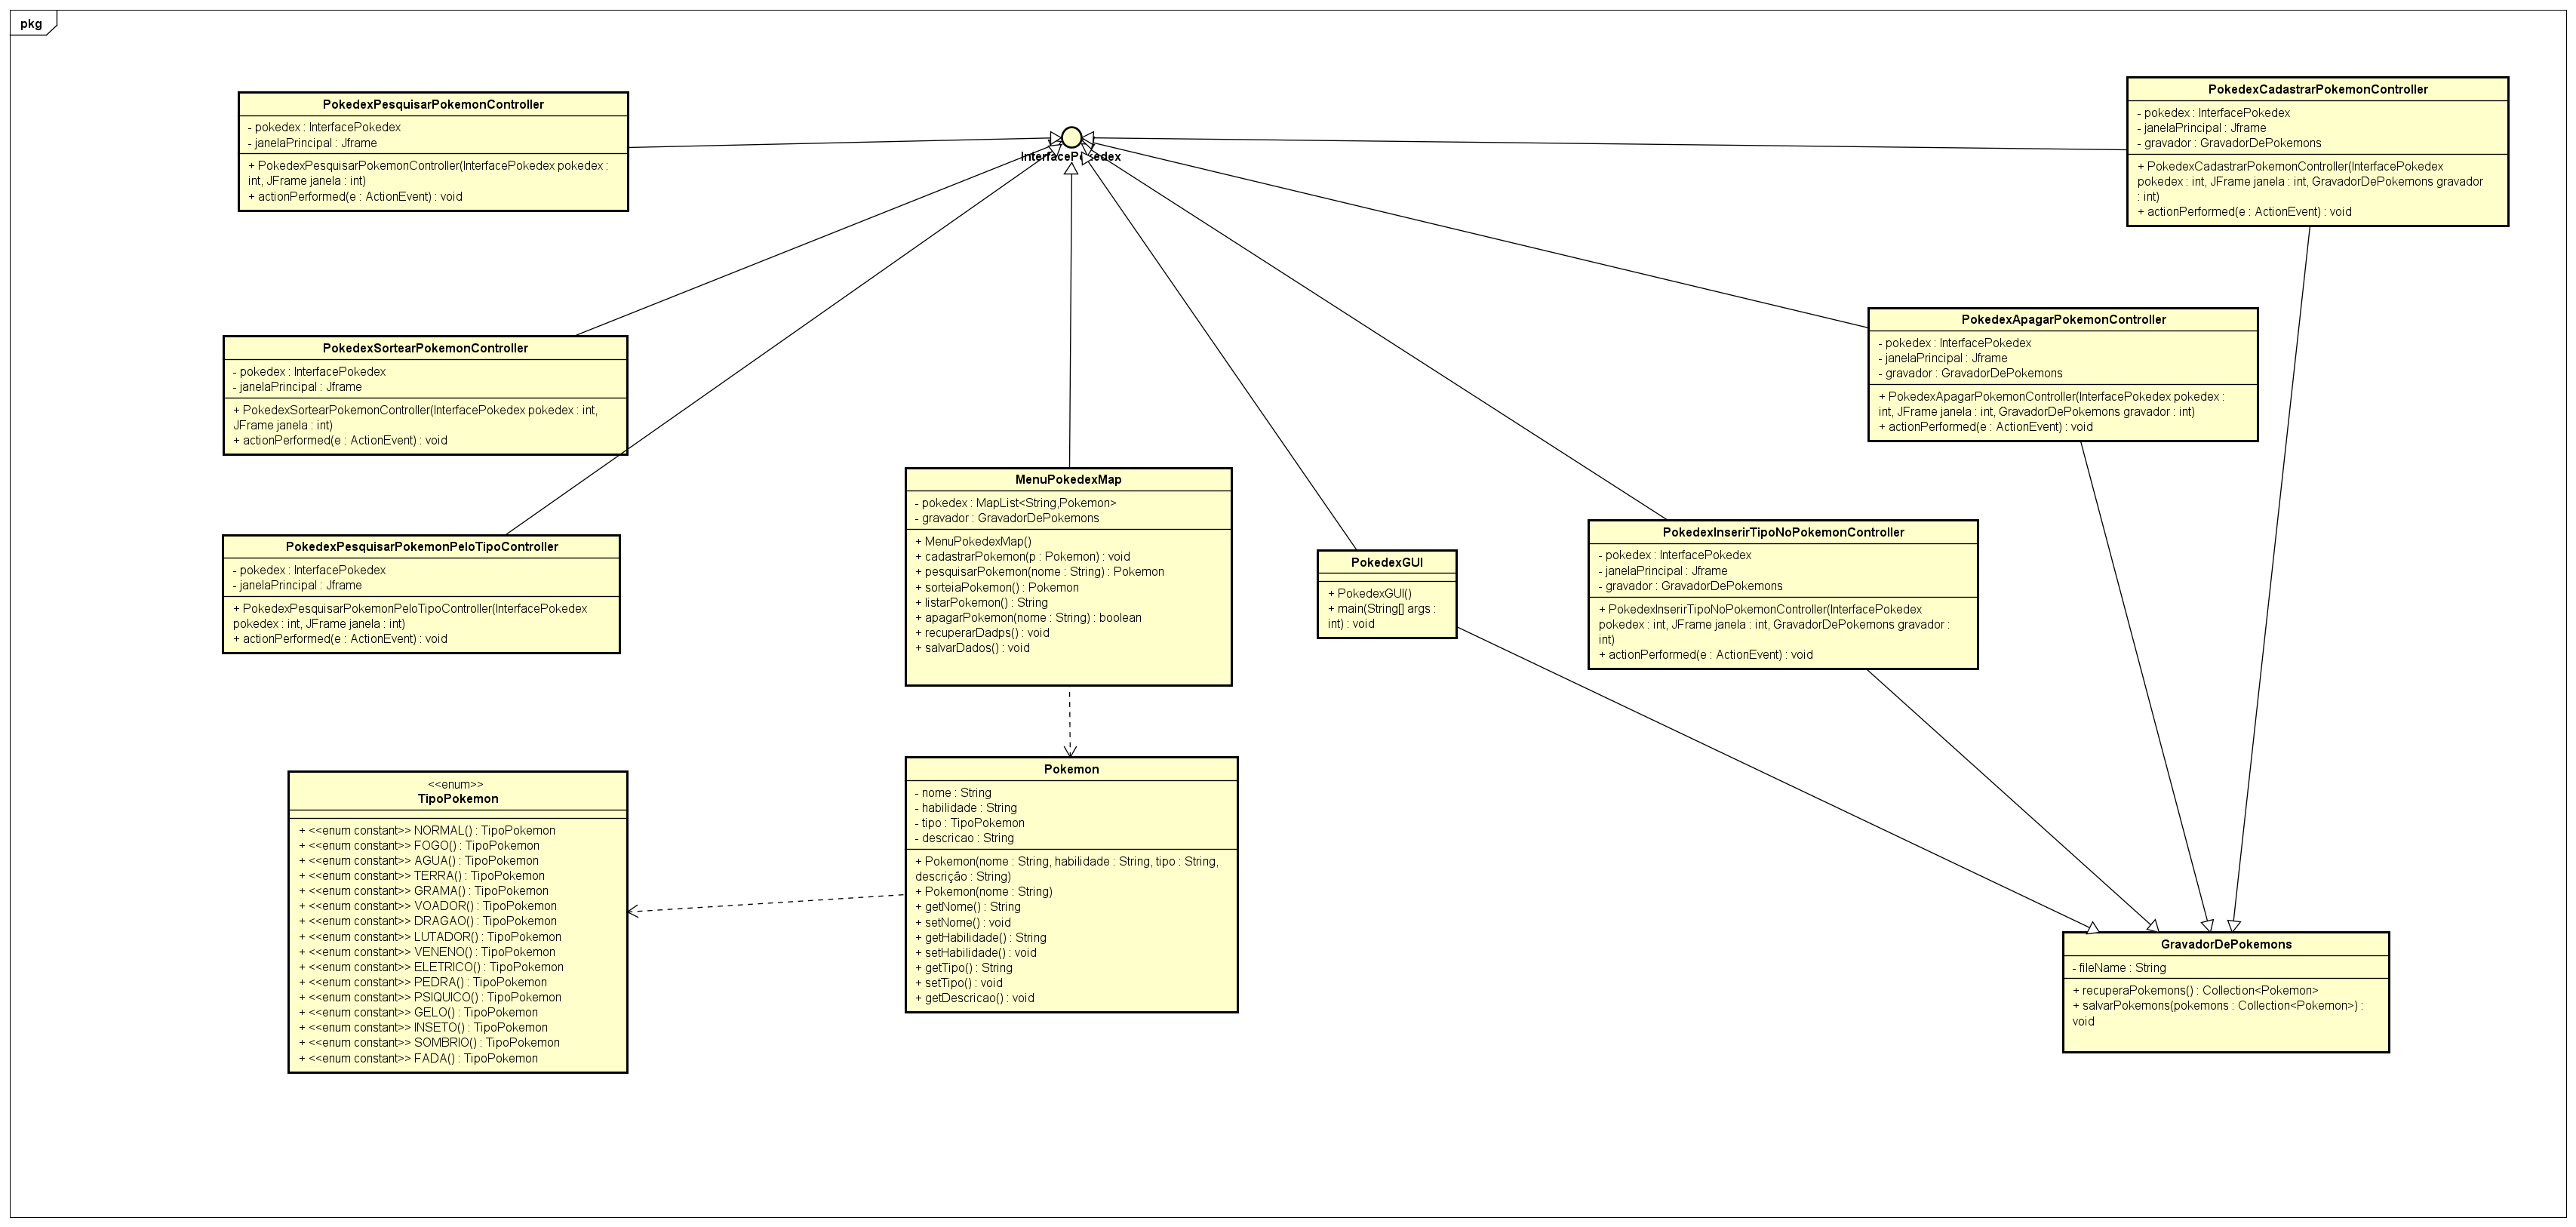 pkg
PokedexPesquisarPokemonController
- pokedex : InterfacePokedex
- janelaPrincipal : Jframe
+ PokedexPesquisarPokemonController(InterfacePokedex pokedex :
int, JFrame janela : int)
+ actionPerformed(e : ActionEvent) : void
InterfacePokedex
PokedexCadastrarPokemonController
- pokedex : InterfacePokedex
- janelaPrincipal : Jframe
- gravador : GravadorDePokemons
+ PokedexCadastrarPokemonController(InterfacePokedex
pokedex : int, JFrame janela : int, GravadorDePokemons gravador
: int)
+ actionPerformed(e : ActionEvent) : void
PokedexSortearPokemonController
- pokedex : InterfacePokedex
- janelaPrincipal : Jframe
+ PokedexSortearPokemonController(InterfacePokedex pokedex : int,
JFrame janela : int)
+ actionPerformed(e : ActionEvent) : void
PokedexApagarPokemonController
- pokedex : InterfacePokedex
- janelaPrincipal : Jframe
- gravador : GravadorDePokemons
+ PokedexApagarPokemonController(InterfacePokedex pokedex :
int, JFrame janela : int, GravadorDePokemons gravador : int)
+ actionPerformed(e : ActionEvent) : void
PokedexPesquisarPokemonPeloTipoController
- pokedex : InterfacePokedex
- janelaPrincipal : Jframe
+ PokedexPesquisarPokemonPeloTipoController(InterfacePokedex
pokedex : int, JFrame janela : int)
+ actionPerformed(e : ActionEvent) : void
MenuPokedexMap
- pokedex : MapList<String,Pokemon>
- gravador : GravadorDePokemons
+ MenuPokedexMap()
+ cadastrarPokemon(p : Pokemon) : void
+ pesquisarPokemon(nome : String) : Pokemon
+ sorteiaPokemon() : Pokemon
+ listarPokemon() : String
+ apagarPokemon(nome : String) : boolean
+ recuperarDadps() : void
+ salvarDados() : void
PokedexGUI
+ PokedexGUI()
+ main(String[] args :
int) : void
PokedexInserirTipoNoPokemonController
- pokedex : InterfacePokedex
- janelaPrincipal : Jframe
- gravador : GravadorDePokemons
+ PokedexInserirTipoNoPokemonController(InterfacePokedex
pokedex : int, JFrame janela : int, GravadorDePokemons gravador :
int)
+ actionPerformed(e : ActionEvent) : void
<<enum>>
TipoPokemon
+ <<enum constant>> NORMAL() : TipoPokemon
+ <<enum constant>> FOGO() : TipoPokemon
+ <<enum constant>> AGUA() : TipoPokemon
+ <<enum constant>> TERRA() : TipoPokemon
+ <<enum constant>> GRAMA() : TipoPokemon
+ <<enum constant>> VOADOR() : TipoPokemon
+ <<enum constant>> DRAGAO() : TipoPokemon
+ <<enum constant>> LUTADOR() : TipoPokemon
+ <<enum constant>> VENENO() : TipoPokemon
+ <<enum constant>> ELETRICO() : TipoPokemon
+ <<enum constant>> PEDRA() : TipoPokemon
+ <<enum constant>> PSIQUICO() : TipoPokemon
+ <<enum constant>> GELO() : TipoPokemon
+ <<enum constant>> INSETO() : TipoPokemon
+ <<enum constant>> SOMBRIO() : TipoPokemon
+ <<enum constant>> FADA() : TipoPokemon
Pokemon
- nome : String
- habilidade : String
- tipo : TipoPokemon
- descricao : String
+ Pokemon(nome : String, habilidade : String, tipo : String,
descrição : String)
+ Pokemon(nome : String)
+ getNome() : String
+ setNome() : void
+ getHabilidade() : String
+ setHabilidade() : void
+ getTipo() : String
+ setTipo() : void
+ getDescricao() : void
GravadorDePokemons
- fileName : String
+ recuperaPokemons() : Collection<Pokemon>
+ salvarPokemons(pokemons : Collection<Pokemon>) :
void